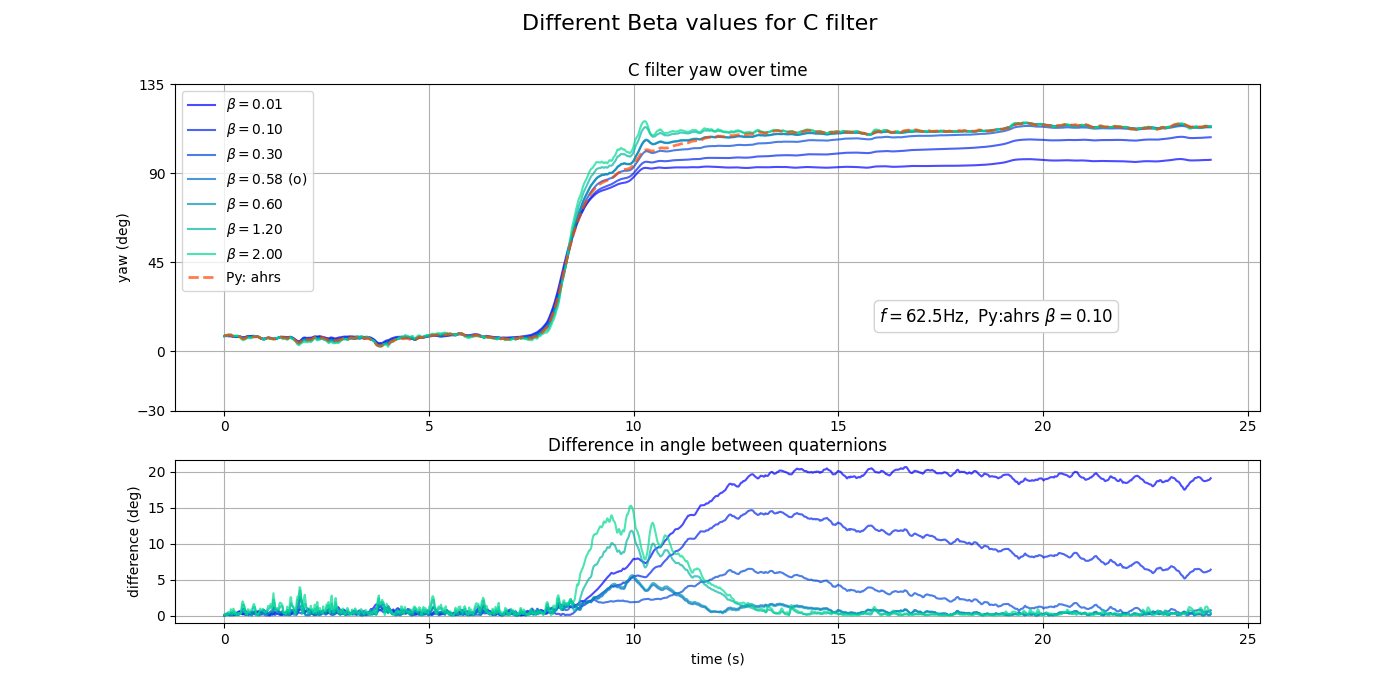 Different Beta values for C filter
C filter yaw over time
135
90
45
0
−30
yaw (deg)
β = 0.01
β = 0.10
β = 0.30
β = 0.58 (o)
β = 0.60
β = 1.20
β = 2.00
Py: ahrs
f = 62.5Hz, Py:ahrs β = 0.10
0 5 10 15 20 25
Difference in angle between quaternions
20
15
10
5
0
difference (deg)
0 5 10 15 20 25
time (s)